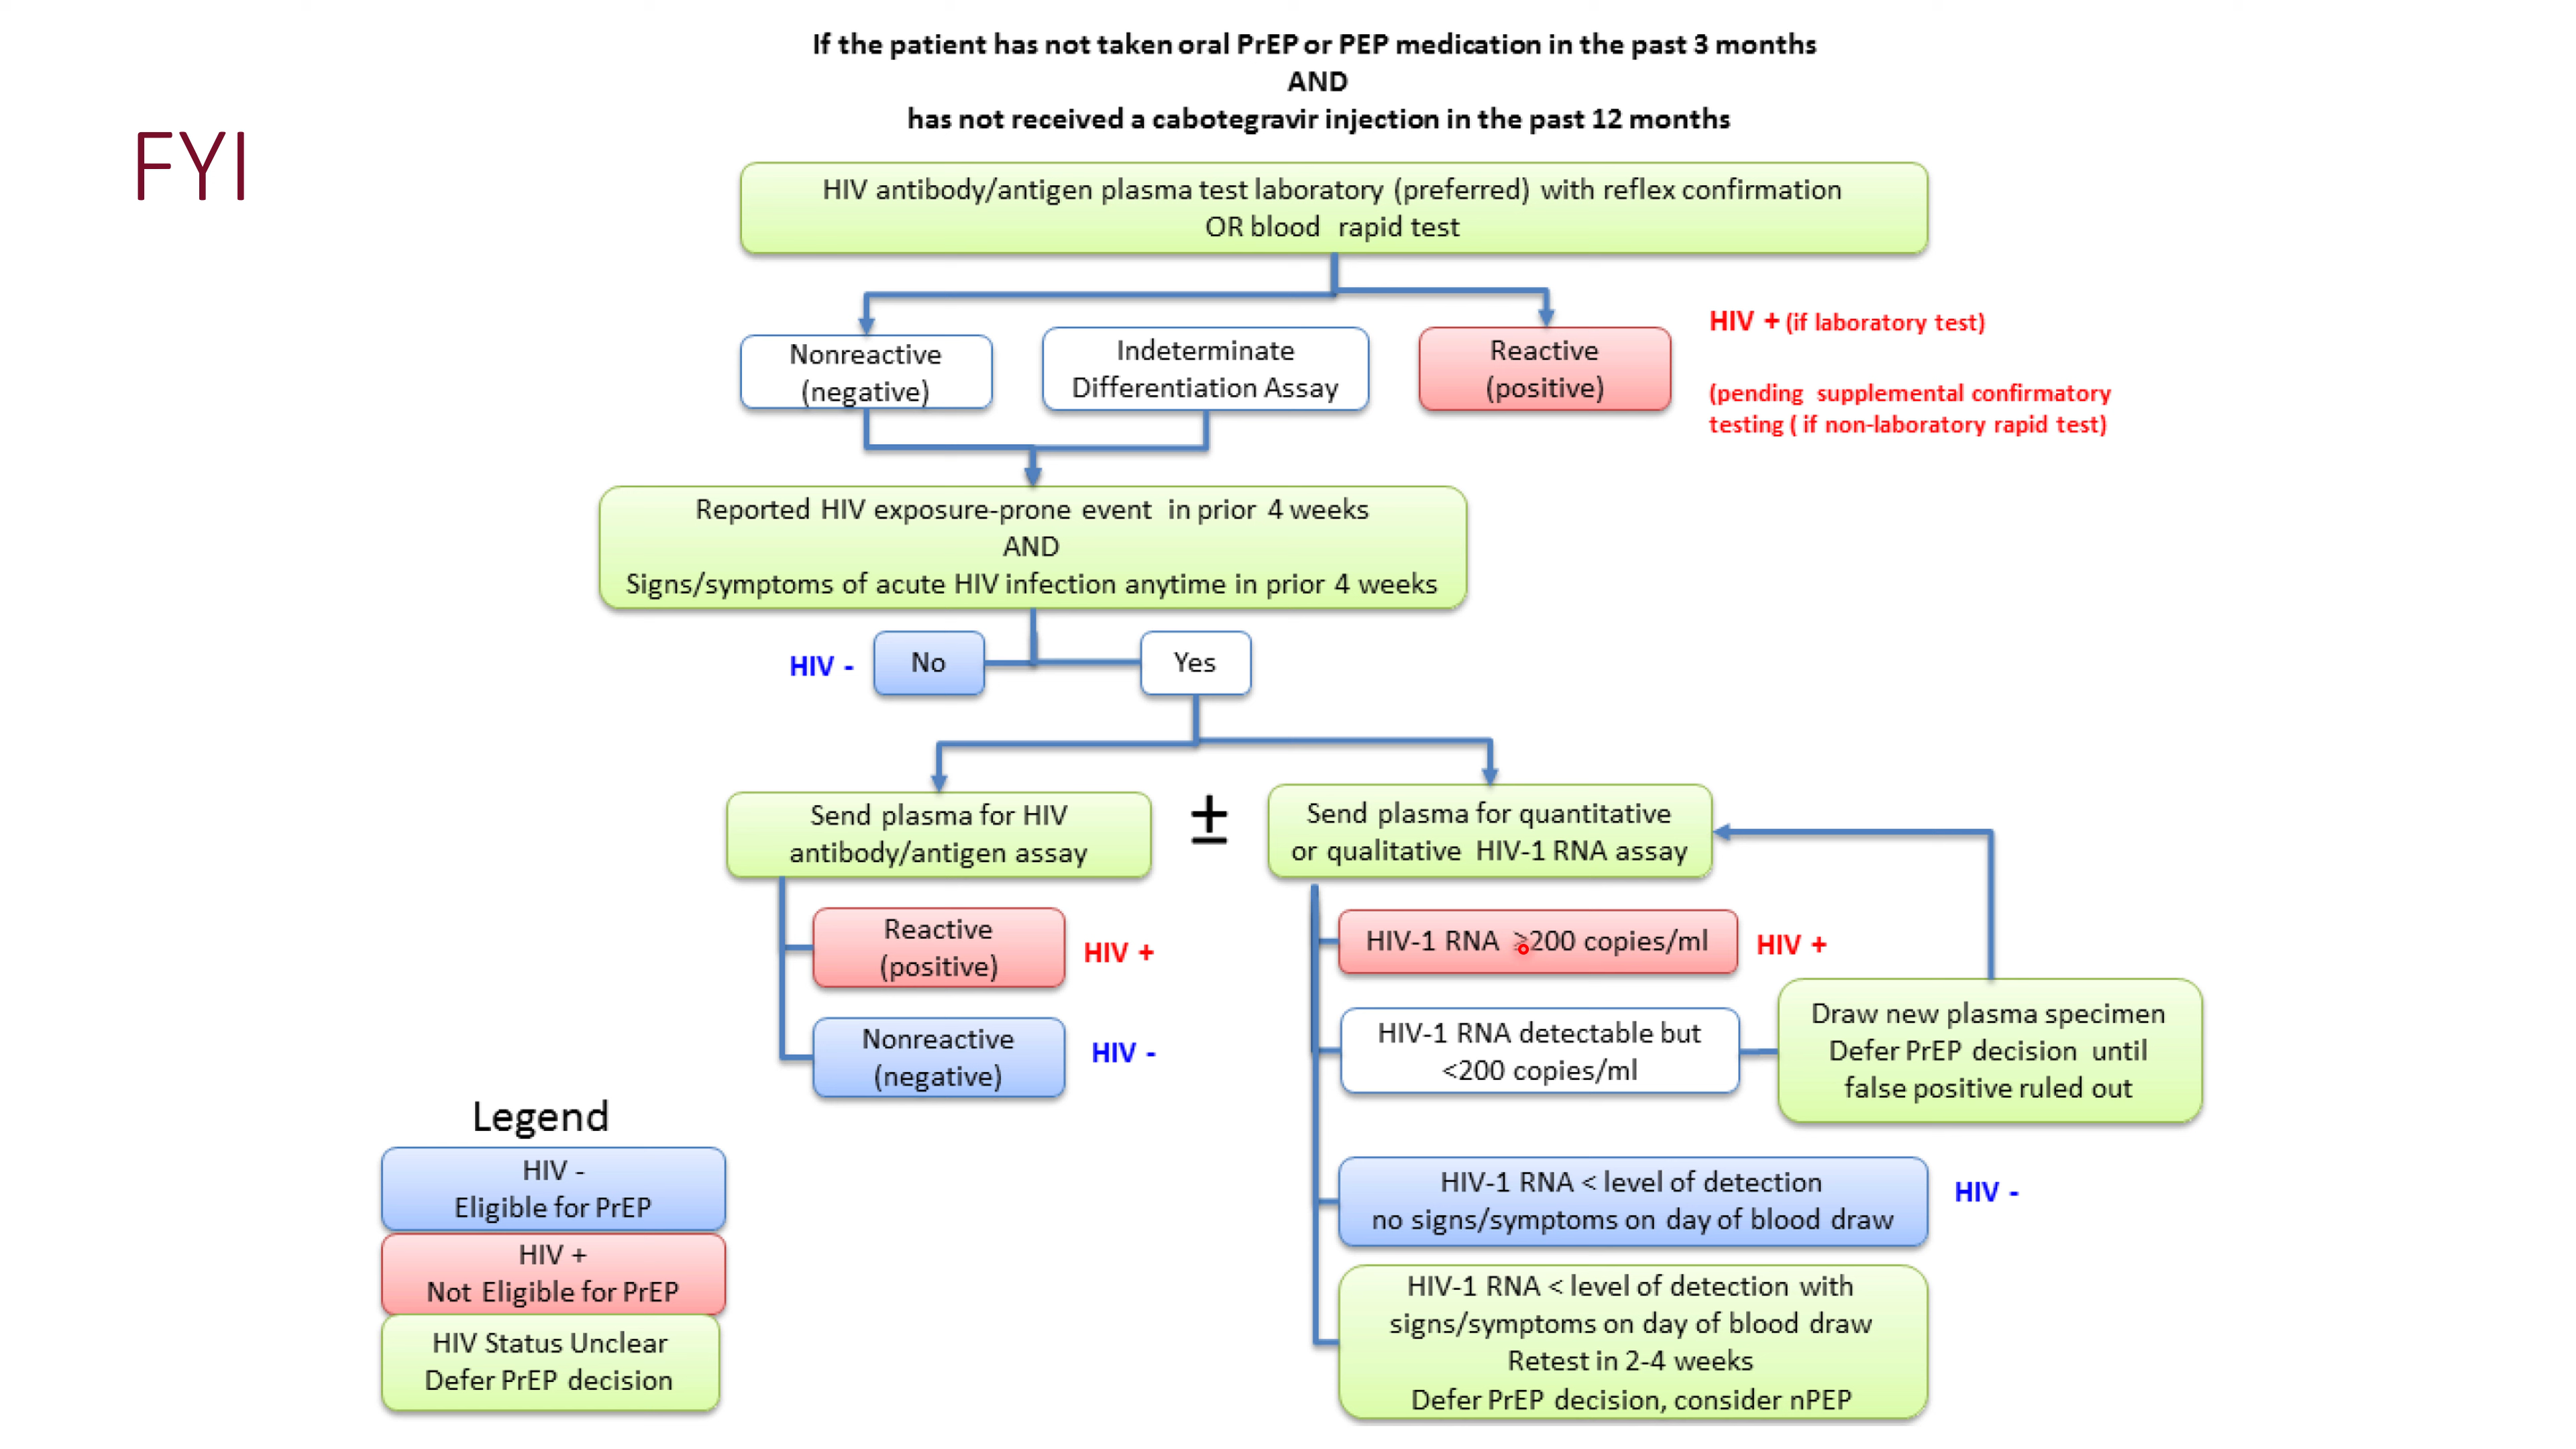 If the patient has not taken oral PrEP or PEP medication in the past 3 months
AND
has not received a cabotegravir injection in the past 12 months
FYI
HIV antibody/antigen plasma test laboratory (preferred) with reflex confirmation
OR blood rapid test
Nonreactive
(negative)
Indeterminate
Differentiation Assay
Reactive
(positive)
HIV + (if laboratory test)
(pending supplemental confirmatory
testing ( if non-laboratory rapid test)
Reported HIV exposure-prone event in prior 4 weeks
AND
Signs/symptoms of acute HIV infection anytime in prior 4 weeks
HIV -
No
Yes
Send plasma for HIV
antibody/antigen assay
±
Send plasma for quantitative
or qualitative HIV-1 RNA assay
Reactive
(positive)
HIV +
Nonreactive
(negative)
HIV -
HIV-1 RNA ≥200 copies/ml
HIV +
HIV-1 RNA detectable but
<200 copies/ml
Draw new plasma specimen
Defer PrEP decision until
false positive ruled out
HIV-1 RNA < level of detection
no signs/symptoms on day of blood draw
HIV -
HIV-1 RNA < level of detection with
signs/symptoms on day of blood draw
Retest in 2-4 weeks
Defer PrEP decision, consider nPEP
Legend
HIV -
Eligible for PrEP
HIV +
Not Eligible for PrEP
HIV Status Unclear
Defer PrEP decision